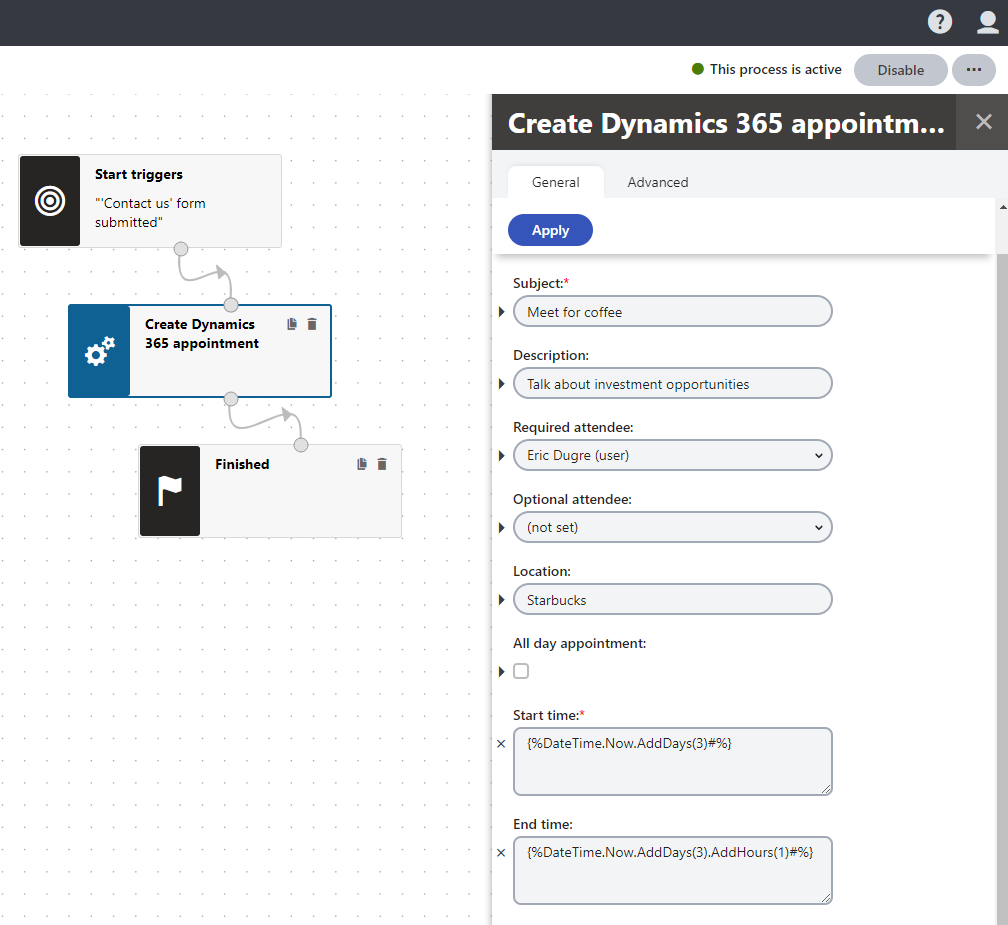 ?
This process is active
Disable
...
Start triggers
"'Contact us' form
submitted"
Create Dynamics
365 appointment
Finished
Create Dynamics 365 appointm...
General
Advanced
Apply
Subject:*
Meet for coffee
Description:
Talk about investment opportunities
Required attendee:
Eric Dugre (user)
Optional attendee:
(not set)
Location:
Starbucks
All day appointment:
Start time:*
{%DateTime.Now.AddDays(3)#%}
End time:
{%DateTime.Now.AddDays(3).AddHours(1)#%}